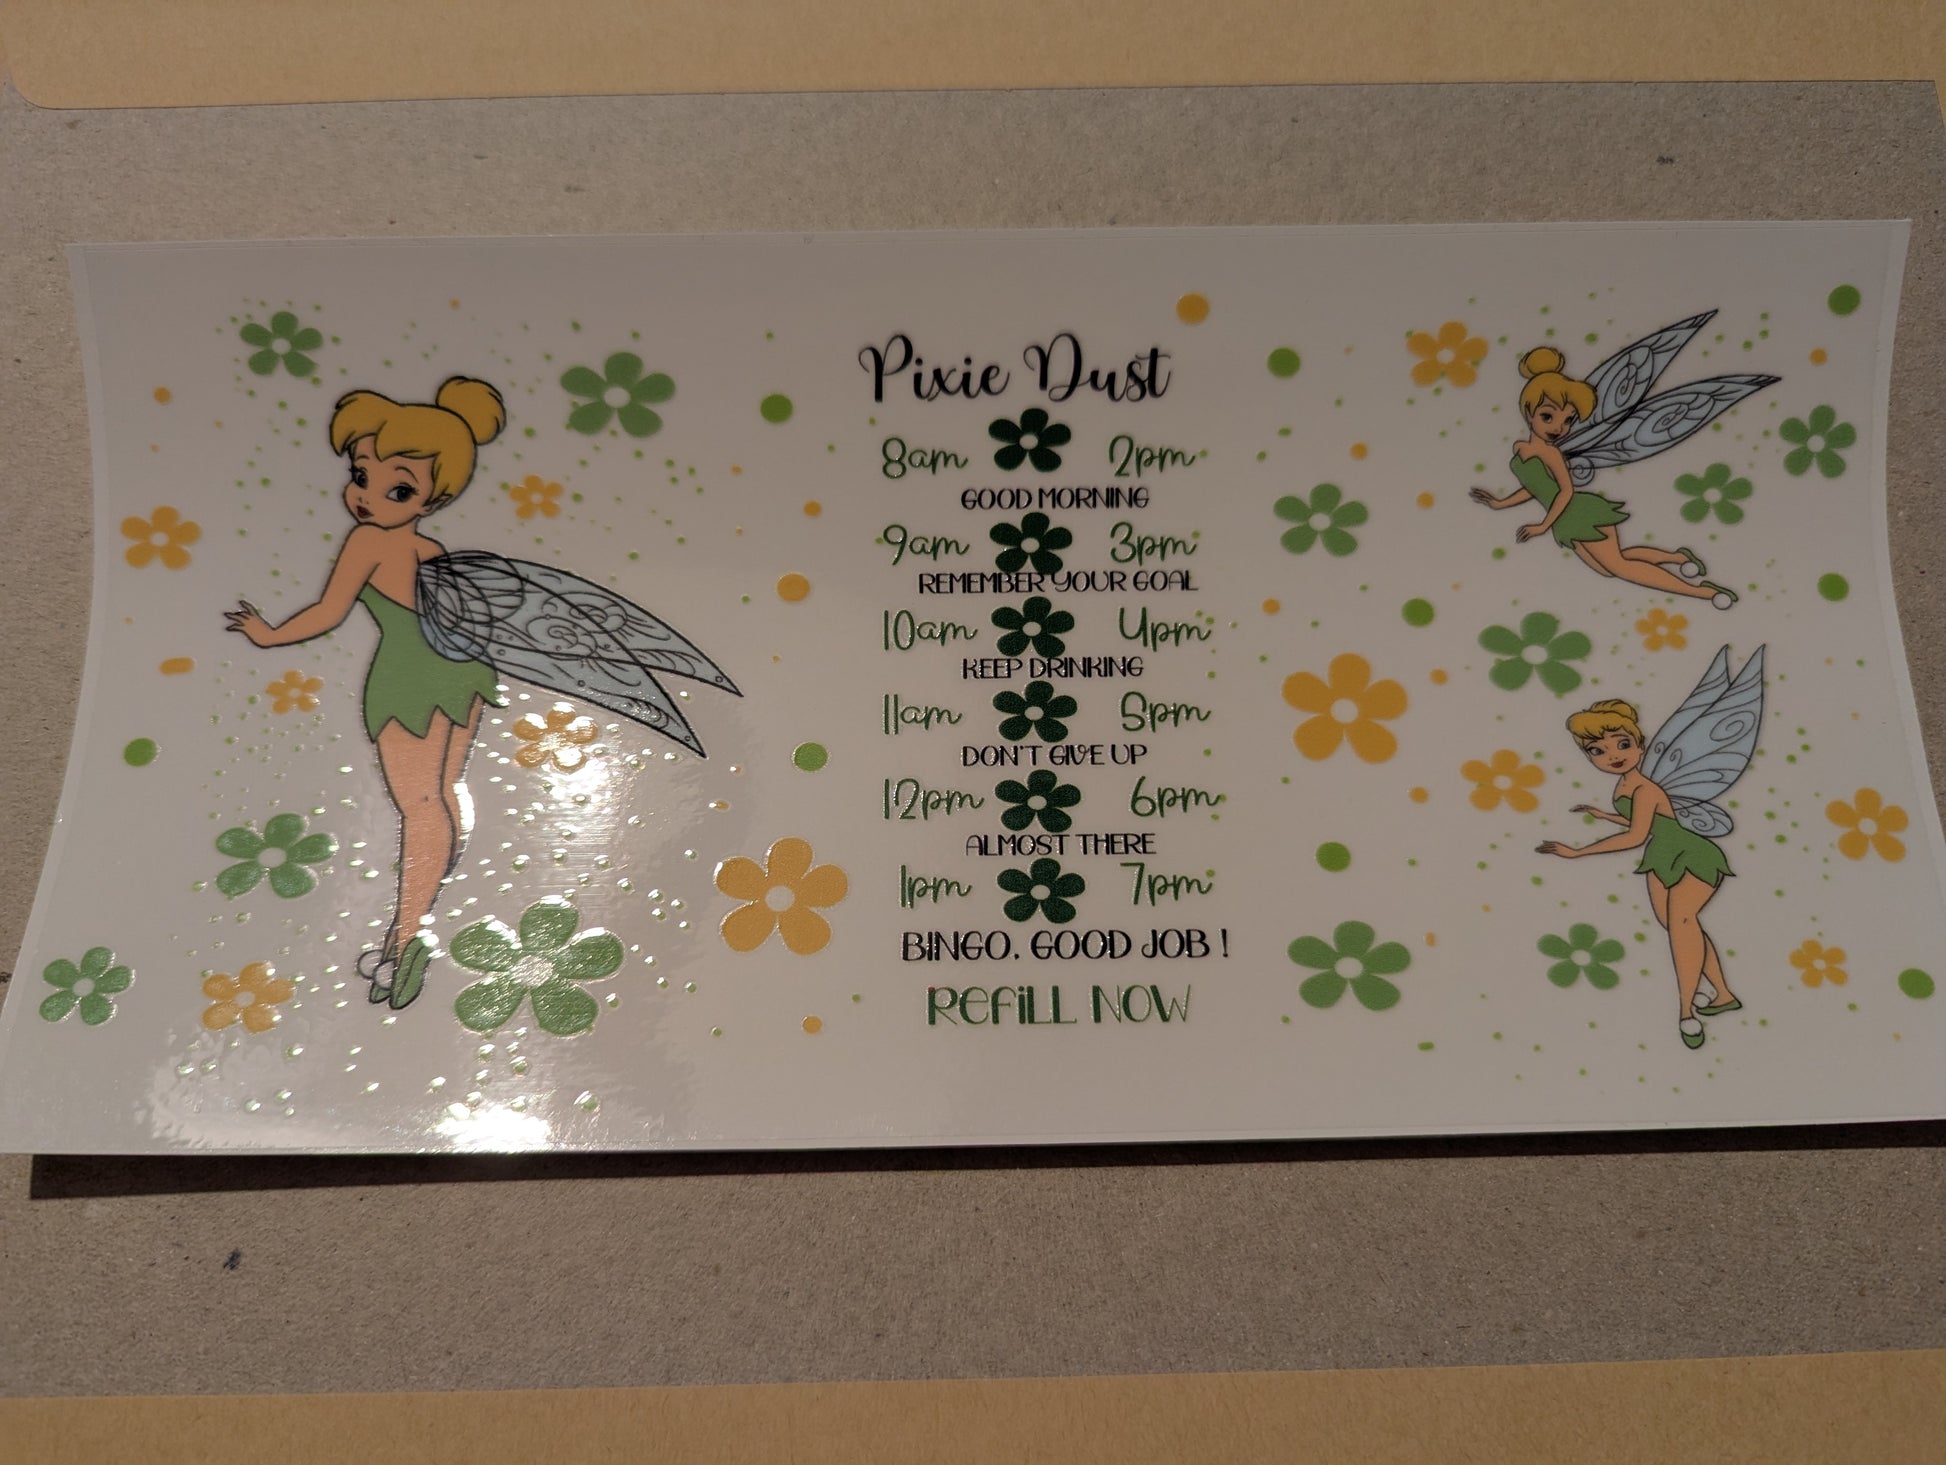 Pixie Dust
8am 2pm
GOOD MORNING
9am 3pm
REMEMBER YOUR GOAL
10am 4pm
KEEP DRINKING
11am 5pm
DON'T GIVE UP
12pm 6pm
ALMOST THERE
1pm 7pm
BINGO. GOOD JOB !
REFILL NOW